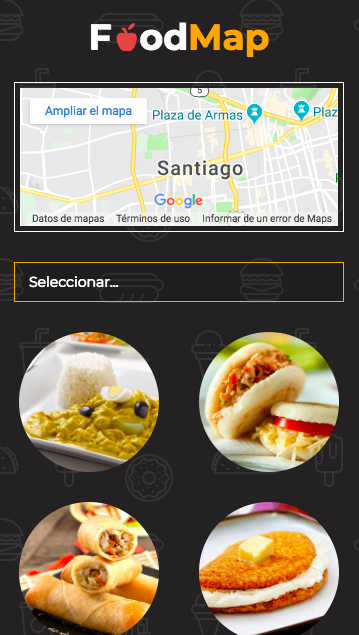 FoodMap
5
Ampliar el mapa
Plaza de Armas
Plaz
Santiago
Google
Datos de mapas
Términos de uso
Informar de un error de Maps
Seleccionar...